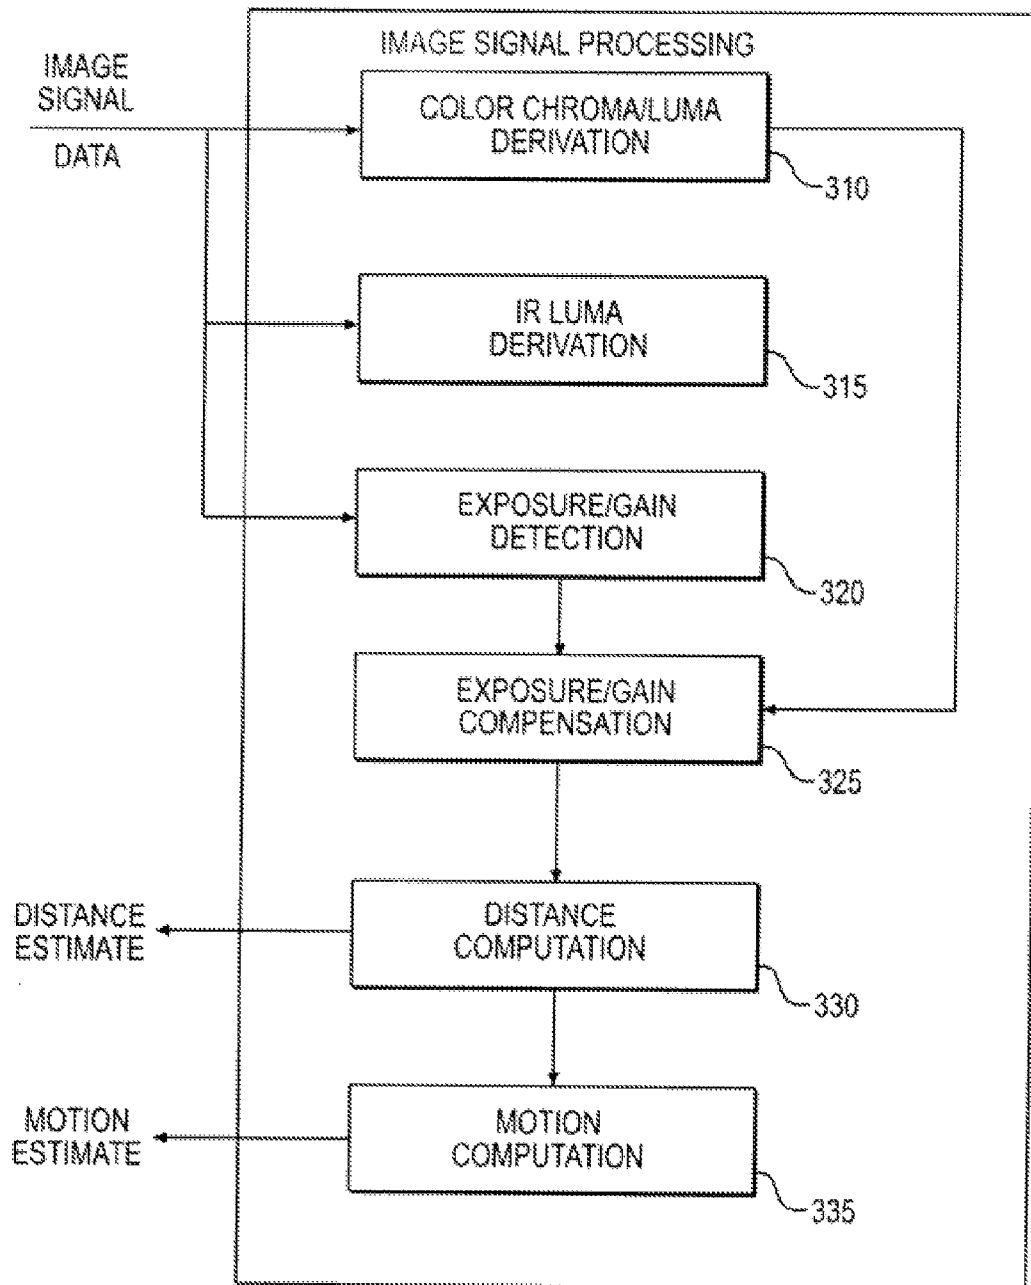 IMAGE SIGNAL PROCESSING
IMAGE
SIGNAL
DATA
COLOR CHROMA/LUMA
DERIVATION
310
IR LUMA
DERIVATION
315
EXPOSURE/GAIN
DETECTION
320
EXPOSURE/GAIN
COMPENSATION
325
DISTANCE
ESTIMATE
DISTANCE
COMPUTATION
330
MOTION
ESTIMATE
MOTION
COMPUTATION
335